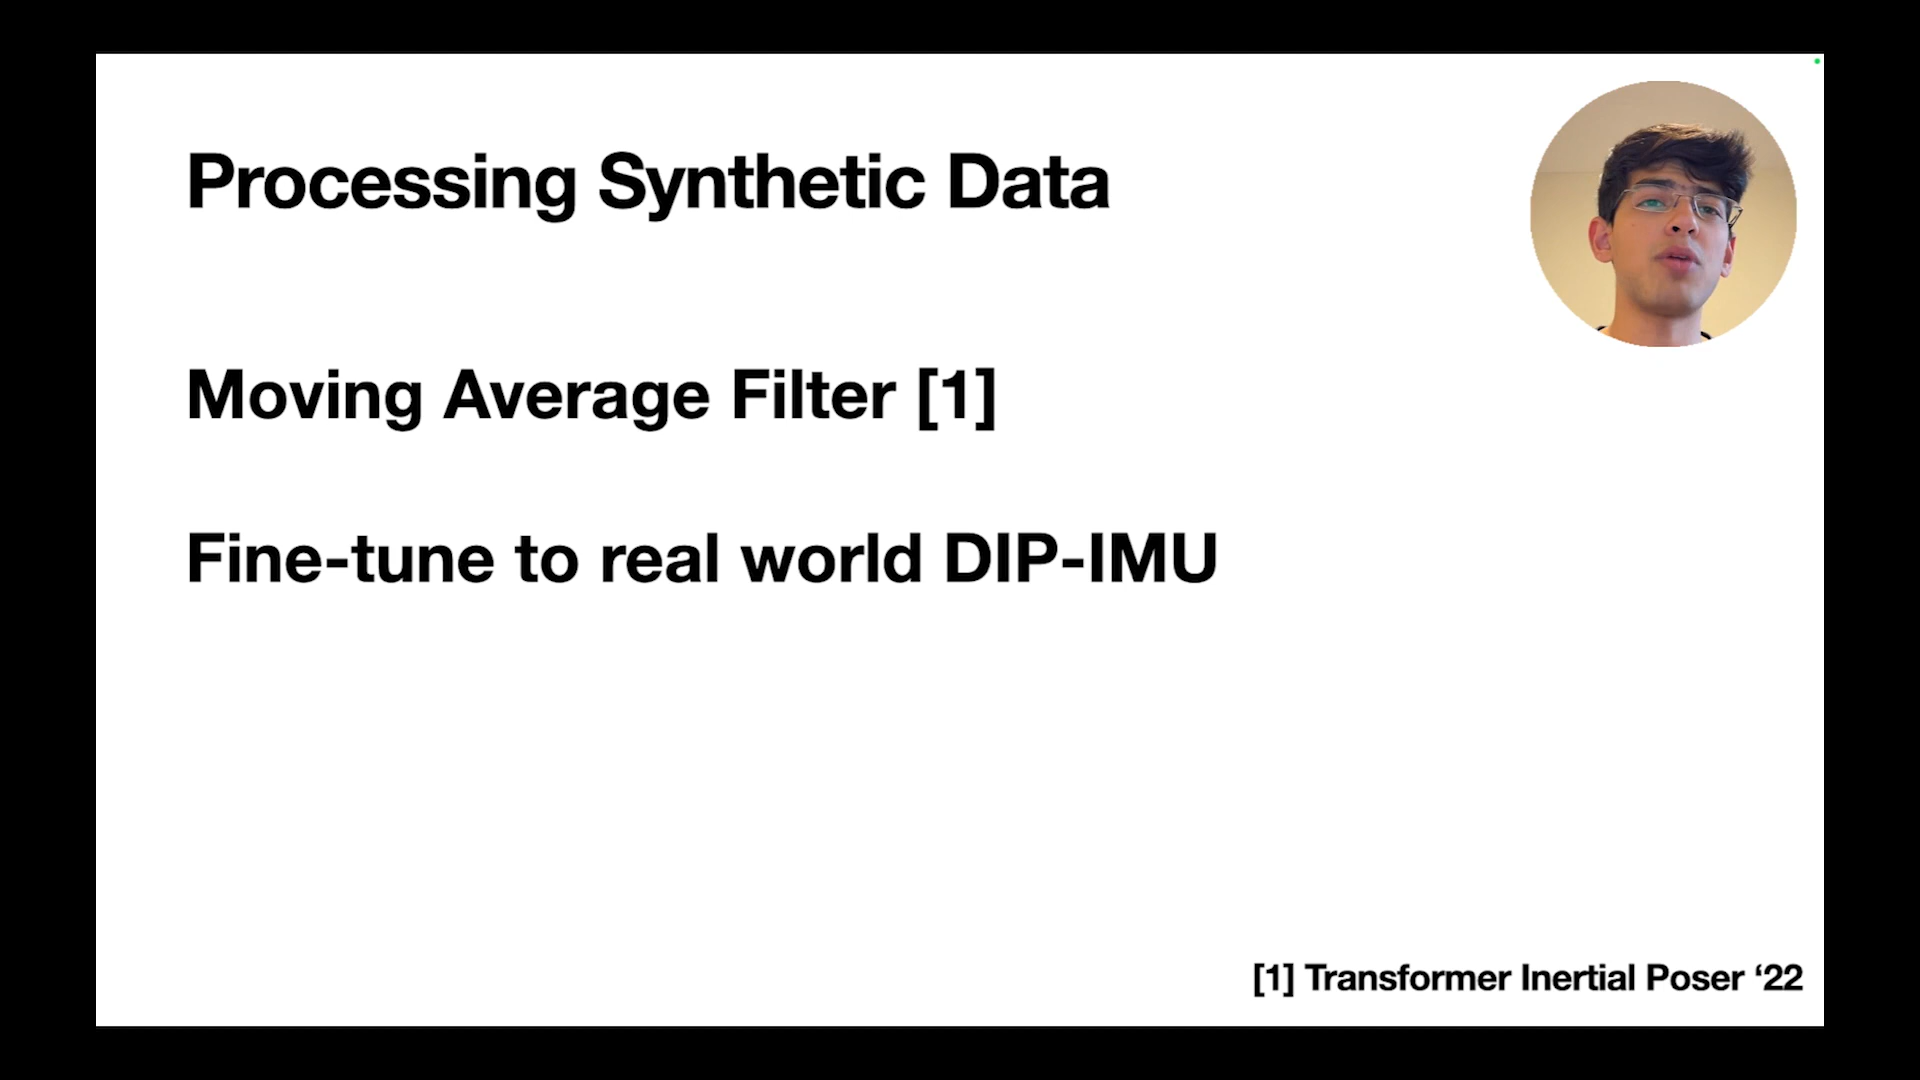 Processing Synthetic Data
Moving Average Filter [1]
Fine-tune to real world DIP-IMU
[1] Transformer Inertial Poser ‘22